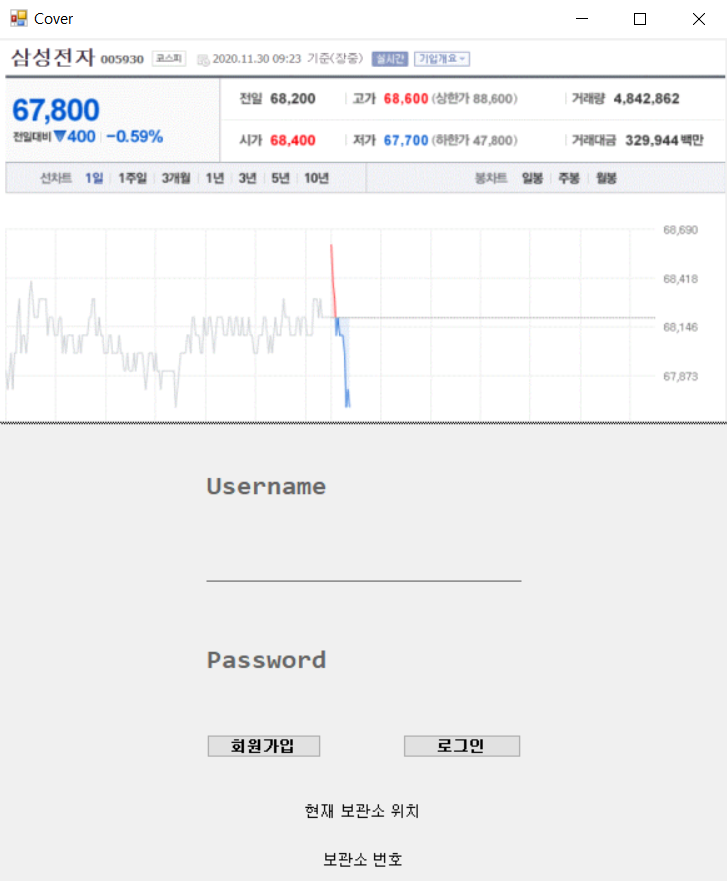 Cover
삼성전자 005930 코스피 2020.11.30 09:23 기준(장중) 실시간 기업개요
67,800
전일대비 ▼400 -0.59%
전일 68,200 고가 68,600 (상한가 88,600) 거래량 4,842,862
시가 68,400 저가 67,700 (하한가 47,800) 거래대금 329,944 백만
선차트 1일 1주일 3개월 1년 3년 5년 10년 봉차트 일봉 주봉 월봉
68,690
68,418
68,146
67,873
Username
Password
회원가입 로그인
현재 보관소 위치
보관소 번호